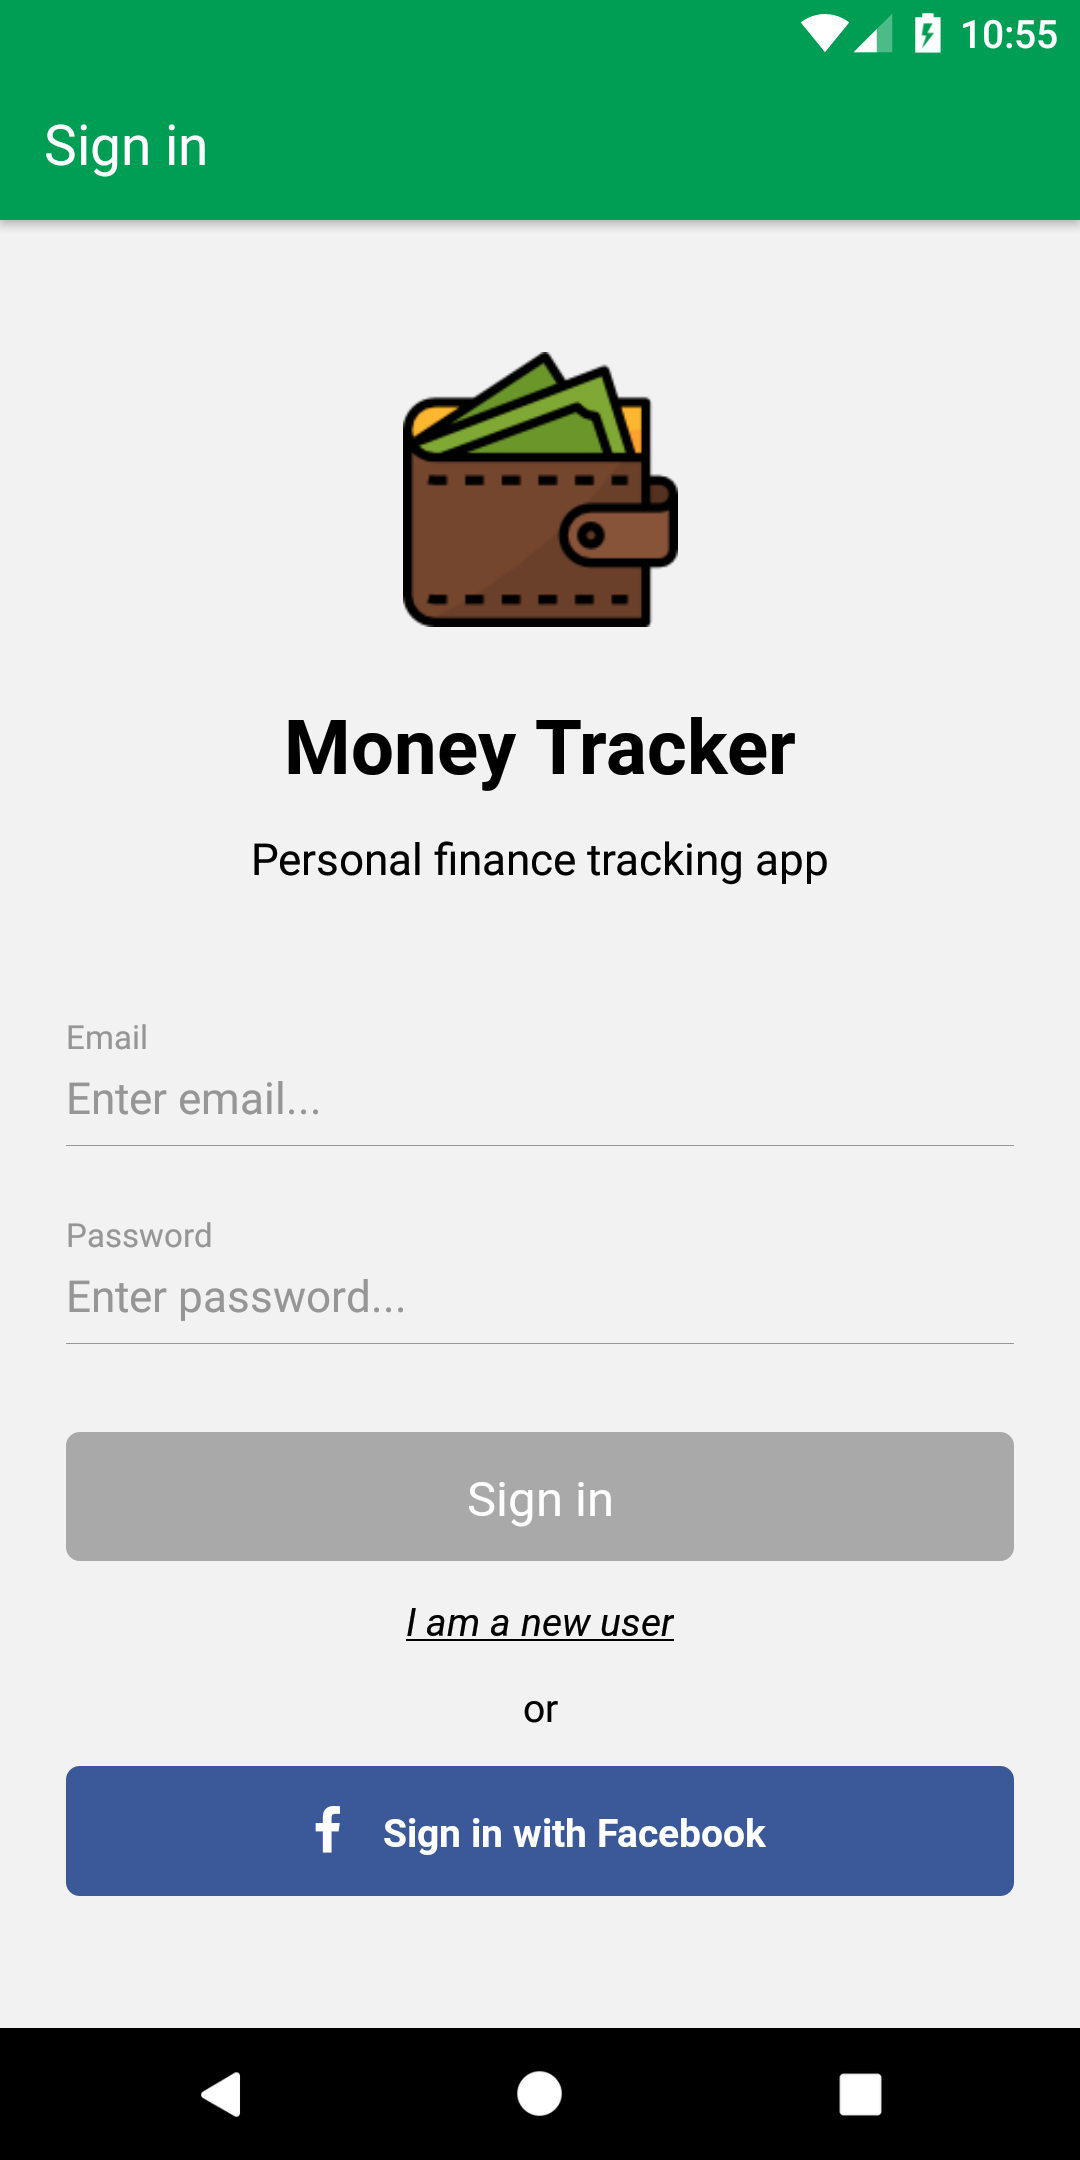 10:55
Sign in
Money Tracker
Personal finance tracking app
Email
Enter email...
Password
Enter password...
Sign in
I am a new user
or
f Sign in with Facebook